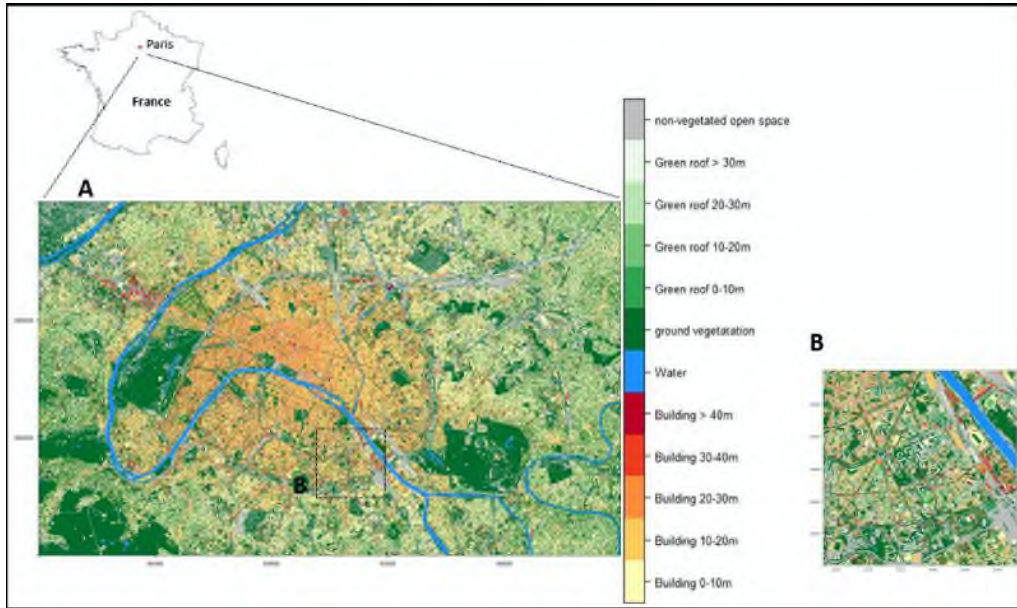 Paris
France
A
B
non-vegetated open space
Green roof > 30m
Green roof 20-30m
Green roof 10-20m
Green roof 0-10m
ground vegetatation
Water
Building > 40m
Building 30-40m
Building 20-30m
Building 10-20m
Building 0-10m
B